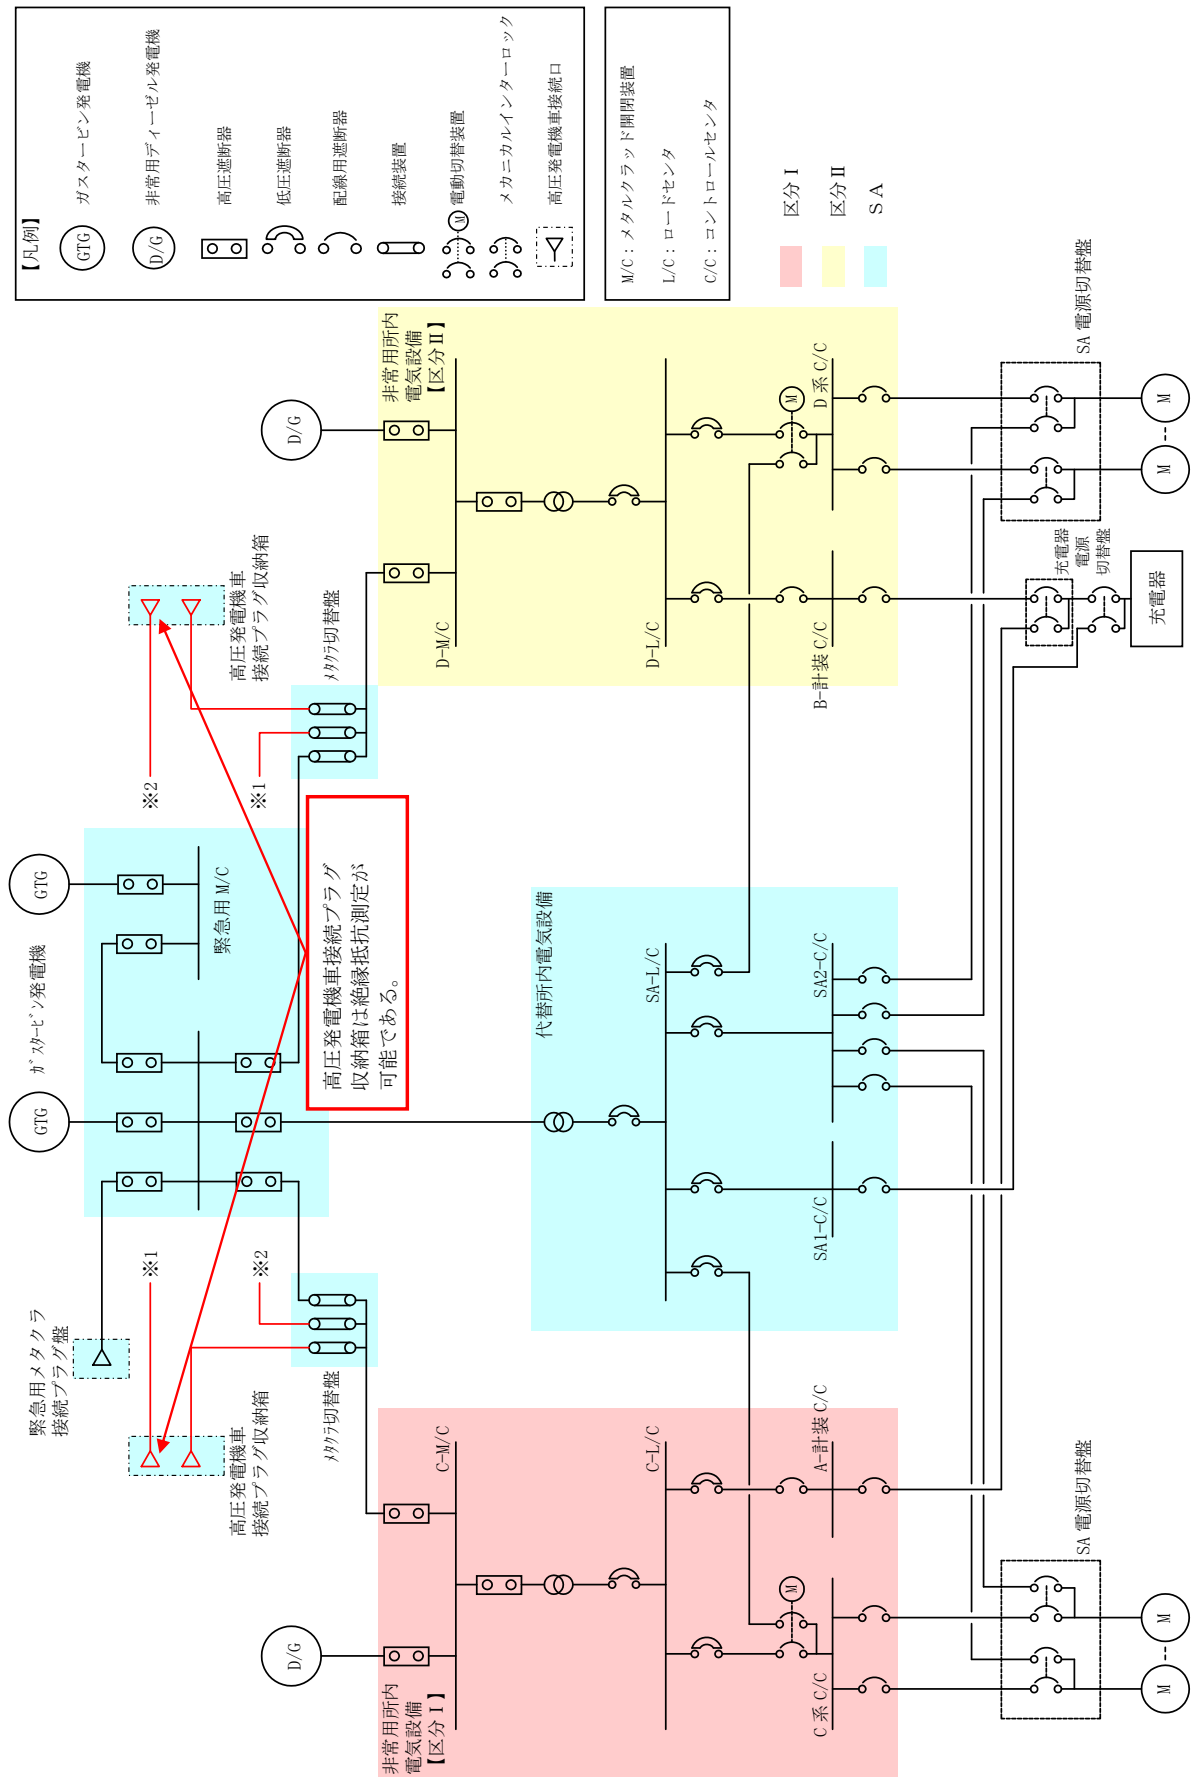 【凡例】
GTG
ガスタービン発電機
D/G
非常用ディーゼル発電機
高圧遮断器
低圧遮断器
配線用遮断器
接続装置
M
電動切替装置
メカニカルインターロック
高圧発電機車接続口
M/C：メタルクラッド開閉装置
L/C：ロードセンタ
C/C：コントロールセンタ
区分Ⅰ
区分Ⅱ
ＳＡ
GTG
ガスタービン発電機
GTG
緊急用メタクラ
接続プラグ盤
緊急用M/C
※1
※2
高圧発電機車
接続プラグ収納箱
メタクラ切替盤
※2
※1
高圧発電機車
接続プラグ収納箱
メタクラ切替盤
高圧発電機車接続プラグ
収納箱は絶縁抵抗測定が
可能である。
D/G
非常用所内
電気設備
【区分Ⅰ】
C-M/C
C-L/C
M
C系C/C
A-計装C/C
代替所内電気設備
SA-L/C
SA1-C/C
SA2-C/C
D/G
非常用所内
電気設備
【区分Ⅱ】
D-M/C
D-L/C
M
D系C/C
B-計装C/C
SA電源切替盤
M
M
充電器
電源
切替盤
充電器
SA電源切替盤
M
M